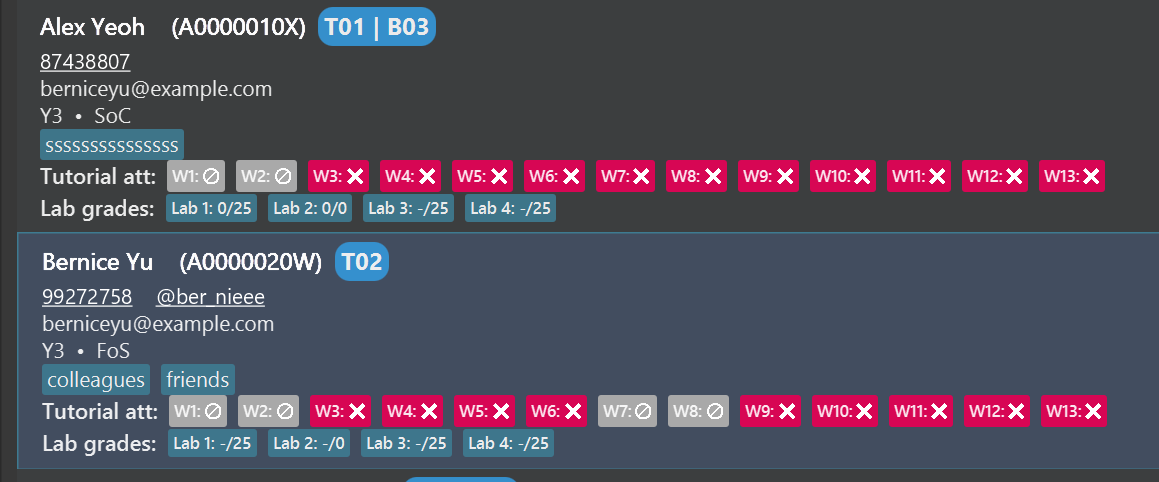 Alex Yeoh (A0000010X) T01 | B03
87438807
berniceyu@example.com
Y3 • SoC
sssssssssssssss
Tutorial att: W1: W2: W3: W4: W5: W6: W7: W8: W9: W10: W11: W12: W13:
Lab grades: Lab 1: 0/25 Lab 2: 0/0 Lab 3: -/25 Lab 4: -/25
Bernice Yu (A0000020W) T02
99272758 @ber_nieee
berniceyu@example.com
Y3 • FoS
colleagues friends
Tutorial att: W1: W2: W3: W4: W5: W6: W7: W8: W9: W10: W11: W12: W13:
Lab grades: Lab 1: -/25 Lab 2: -/0 Lab 3: -/25 Lab 4: -/25